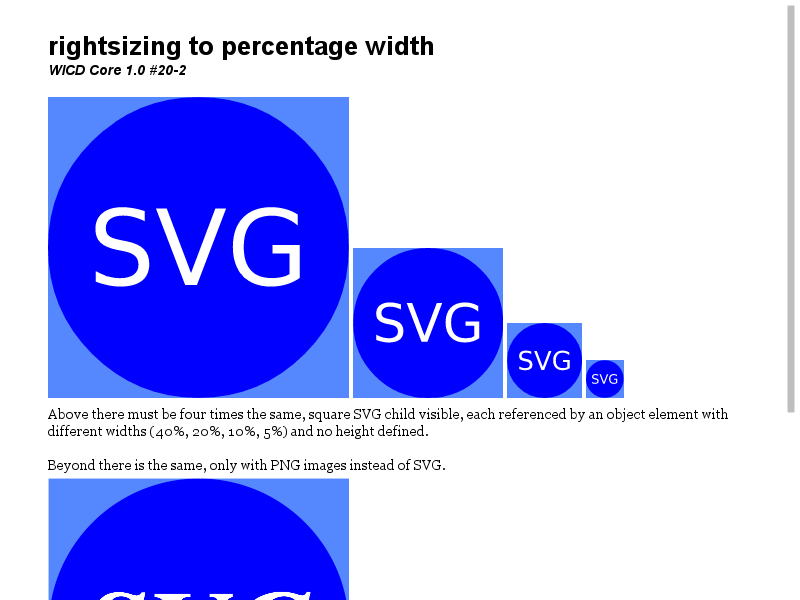 rightsizing to percentage width
WICD Core 1.0 #20-2
SVG
SVG
SVG
SVG
Above there must be four times the same, square SVG child visible, each referenced by an object element with
different widths (40%, 20%, 10%, 5%) and no height defined.
Beyond there is the same, only with PNG images instead of SVG.